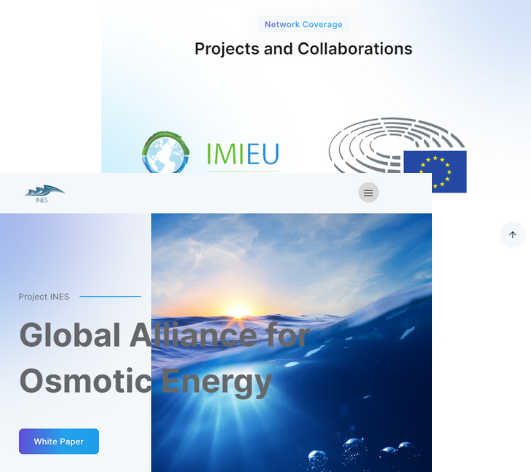 Network Coverage
Projects and Collaborations
IMIEU
INES
Project INES
Global Alliance for
Osmotic Energy
White Paper